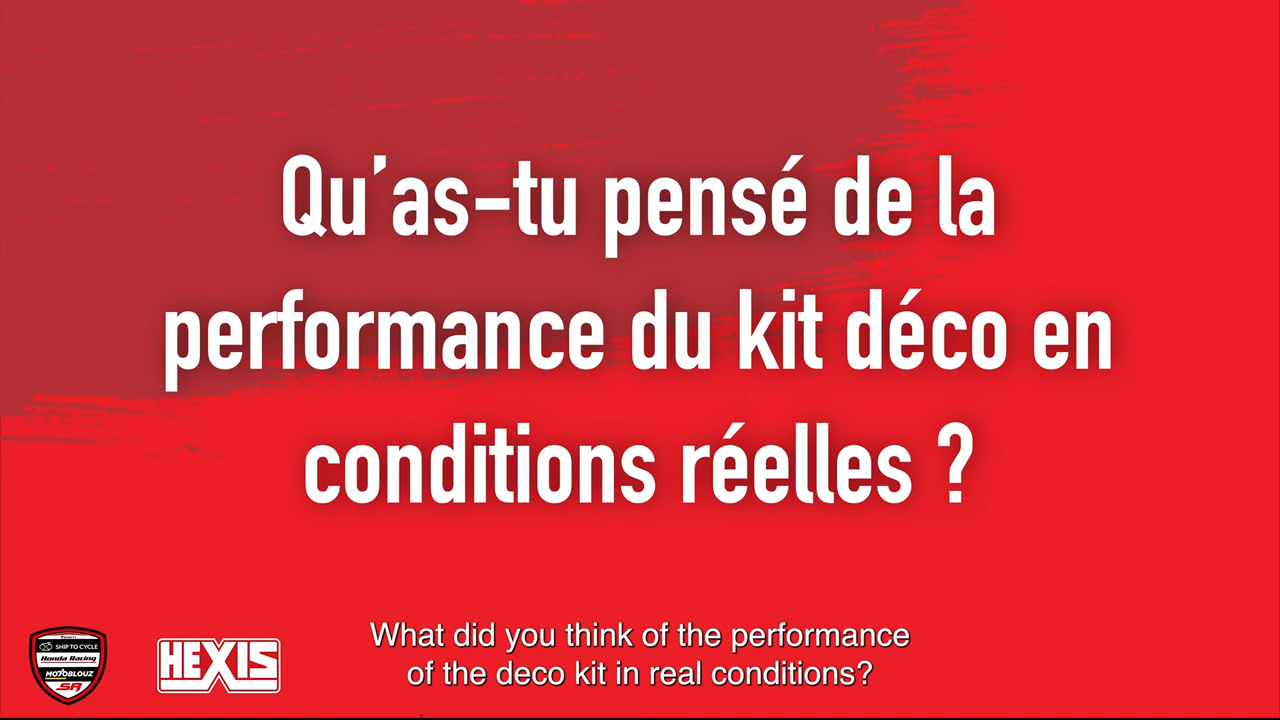 Qu'as-tu pensé de la
performance du kit déco en
conditions réelles ?
Team
SHIP TO CYCLE
Honda Racing
MOTOBLOUZ
SR
HEXIS
What did you think of the performance
of the deco kit in real conditions?